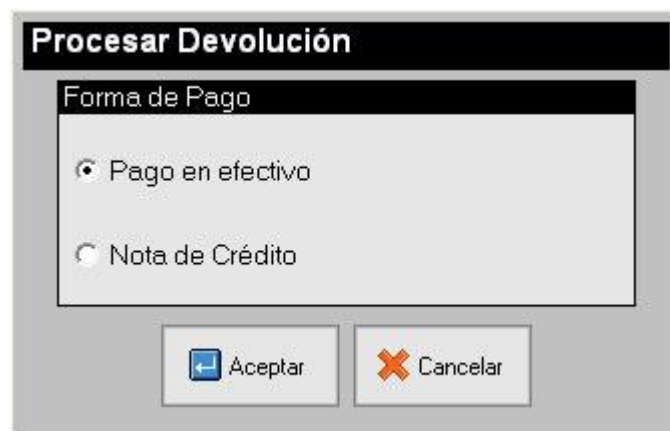 Procesar Devolución
Forma de Pago
Pago en efectivo
Nota de Crédito
Aceptar
Cancelar